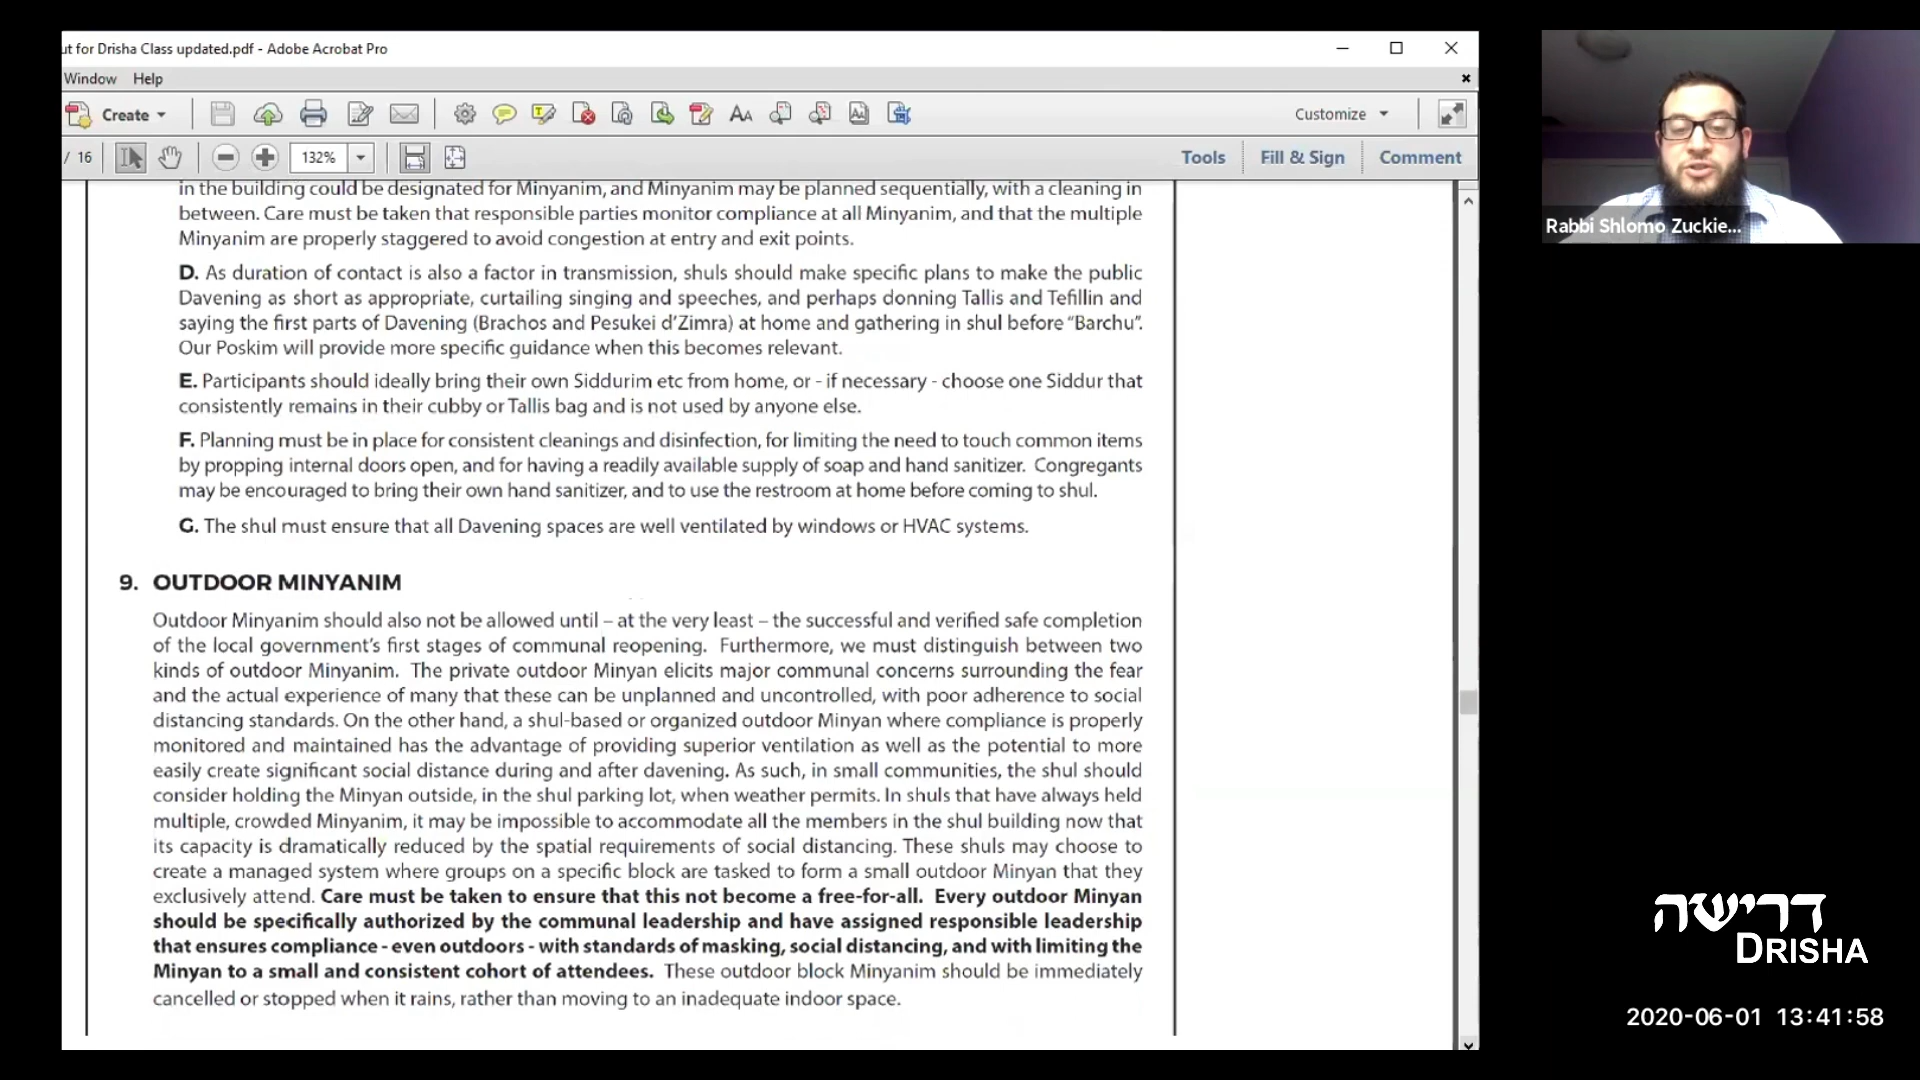 ut for Drisha Class updated.pdf - Adobe Acrobat Pro
Window Help
Create
Customize
/ 16
132%
Tools
Fill & Sign
Comment
in the building could be designated for Minyanim, and Minyanim may be planned sequentially, with a cleaning in
between. Care must be taken that responsible parties monitor compliance at all Minyanim, and that the multiple
Minyanim are properly staggered to avoid congestion at entry and exit points.
D. As duration of contact is also a factor in transmission, shuls should make specific plans to make the public
Davening as short as appropriate, curtailing singing and speeches, and perhaps donning Tallis and Tefillin and
saying the first parts of Davening (Brachos and Pesukei d'Zimra) at home and gathering in shul before “Barchu”.
Our Poskim will provide more specific guidance when this becomes relevant.
E. Participants should ideally bring their own Siddurim etc from home, or - if necessary - choose one Siddur that
consistently remains in their cubby or Tallis bag and is not used by anyone else.
F. Planning must be in place for consistent cleanings and disinfection, for limiting the need to touch common items
by propping internal doors open, and for having a readily available supply of soap and hand sanitizer. Congregants
may be encouraged to bring their own hand sanitizer, and to use the restroom at home before coming to shul.
G. The shul must ensure that all Davening spaces are well ventilated by windows or HVAC systems.
9. OUTDOOR MINYANIM
Outdoor Minyanim should also not be allowed until – at the very least – the successful and verified safe completion
of the local government's first stages of communal reopening. Furthermore, we must distinguish between two
kinds of outdoor Minyanim. The private outdoor Minyan elicits major communal concerns surrounding the fear
and the actual experience of many that these can be unplanned and uncontrolled, with poor adherence to social
distancing standards. On the other hand, a shul-based or organized outdoor Minyan where compliance is properly
monitored and maintained has the advantage of providing superior ventilation as well as the potential to more
easily create significant social distance during and after davening. As such, in small communities, the shul should
consider holding the Minyan outside, in the shul parking lot, when weather permits. In shuls that have always held
multiple, crowded Minyanim, it may be impossible to accommodate all the members in the shul building now that
its capacity is dramatically reduced by the spatial requirements of social distancing. These shuls may choose to
create a managed system where groups on a specific block are tasked to form a small outdoor Minyan that they
exclusively attend. Care must be taken to ensure that this not become a free-for-all. Every outdoor Minyan
should be specifically authorized by the communal leadership and have assigned responsible leadership
that ensures compliance - even outdoors - with standards of masking, social distancing, and with limiting the
Minyan to a small and consistent cohort of attendees. These outdoor block Minyanim should be immediately
cancelled or stopped when it rains, rather than moving to an inadequate indoor space.
Rabbi Shlomo Zuckie...
דרישה
DRISHA
2020-06-01 13:41:58